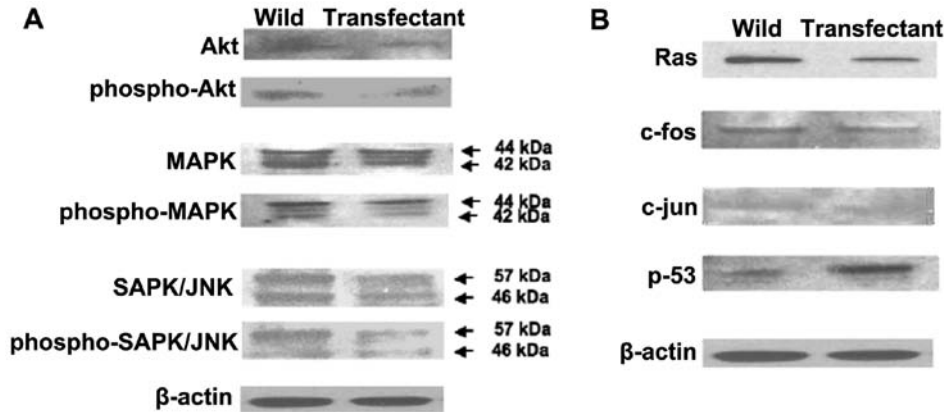 A
Wild Transfectant
Akt
phospho-Akt
MAPK
44 kDa
42 kDa
phospho-MAPK
44 kDa
42 kDa
SAPK/JNK
57 kDa
46 kDa
phospho-SAPK/JNK
57 kDa
46 kDa
β-actin
B
Wild Transfectant
Ras
c-fos
c-jun
p-53
β-actin